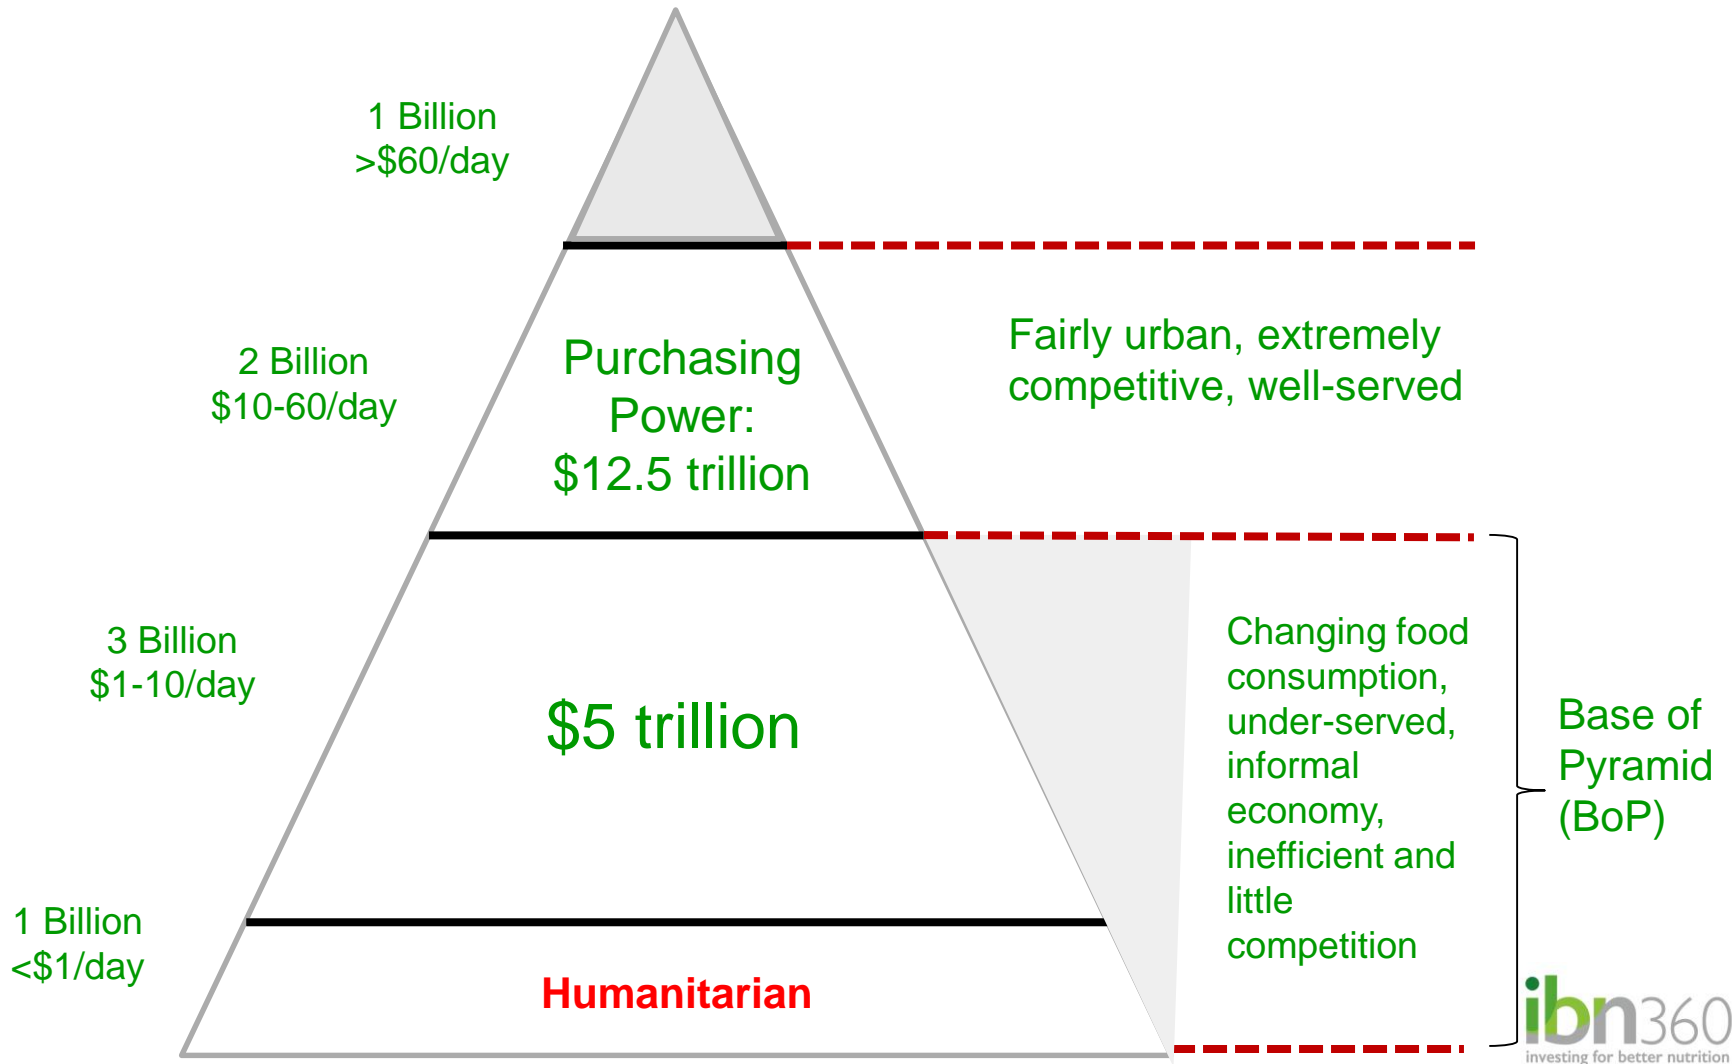 1 Billion
>$60/day
2 Billion
$10-60/day
Purchasing
Power:
$12.5 trillion
Fairly urban, extremely
competitive, well-served
3 Billion
$1-10/day
$5 trillion
Changing food
consumption,
under-served,
informal
economy,
inefficient and
little
competition
Base of
Pyramid
(BoP)
1 Billion
<$1/day
Humanitarian
ibn360
investing for better nutrition